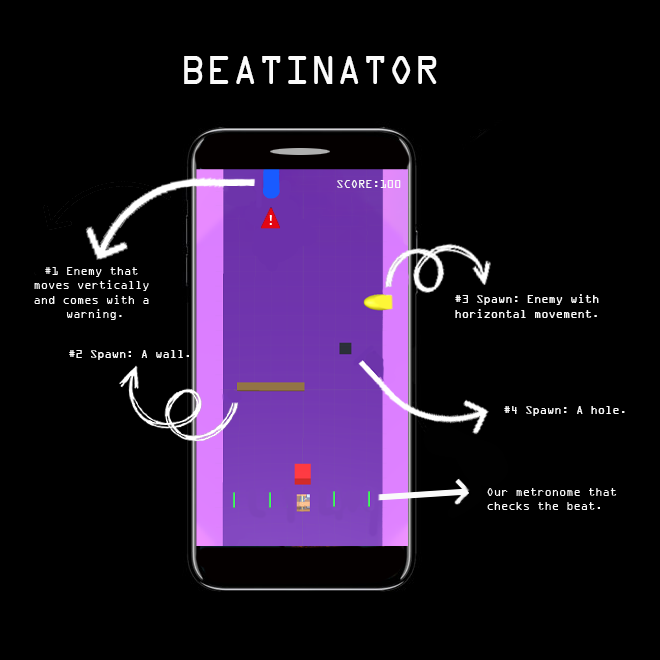 BEATINATOR
SCORE:100
!
#1 Enemy that
moves vertically
and comes with a
warning.
#3 Spawn: Enemy with
horizontal movement.
#2 Spawn: A wall.
#4 Spawn: A hole.
Our metronome that
checks the beat.